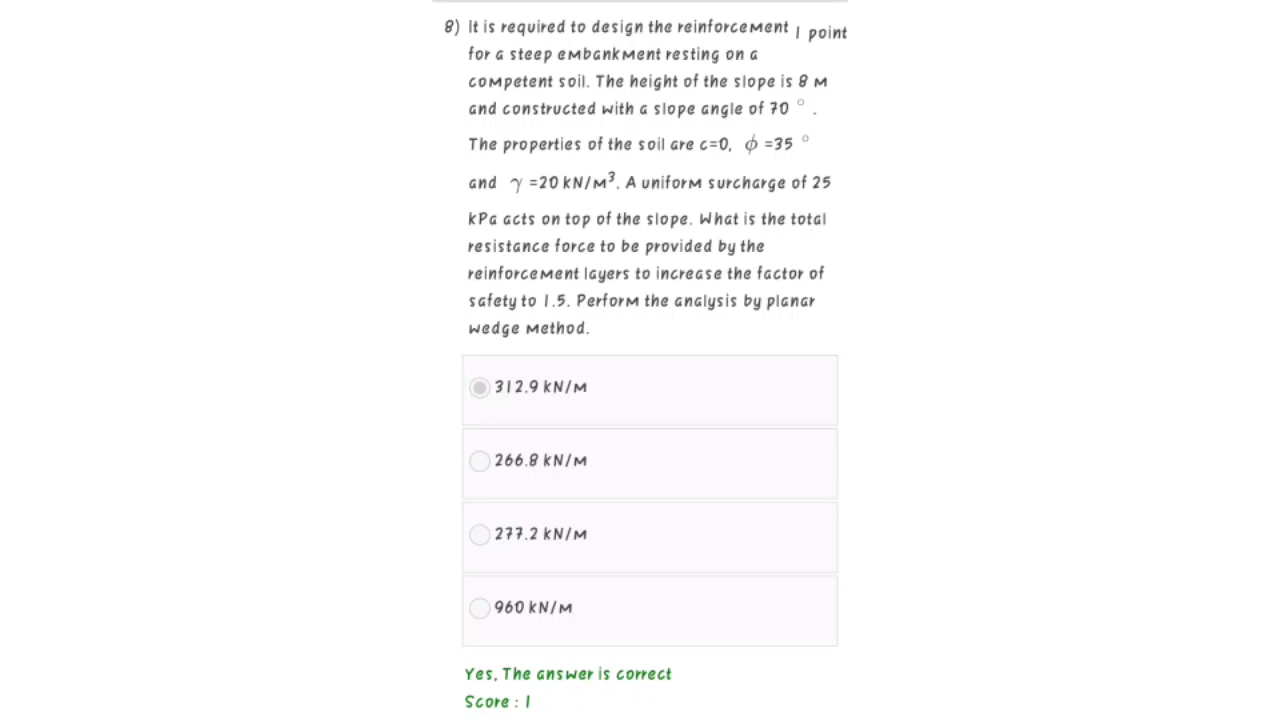 8) It is required to design the reinforcement 1 point
for a steep embankment resting on a
competent soil. The height of the slope is 8 m
and constructed with a slope angle of 70 °.
The properties of the soil are c=0, ϕ =35 °
and γ =20 kN/m³. A uniform surcharge of 25
kPa acts on top of the slope. What is the total
resistance force to be provided by the
reinforcement layers to increase the factor of
safety to 1.5. Perform the analysis by planar
wedge method.
312.9 kN/m
266.8 kN/m
277.2 kN/m
960 kN/m
Yes, The answer is correct
Score : 1